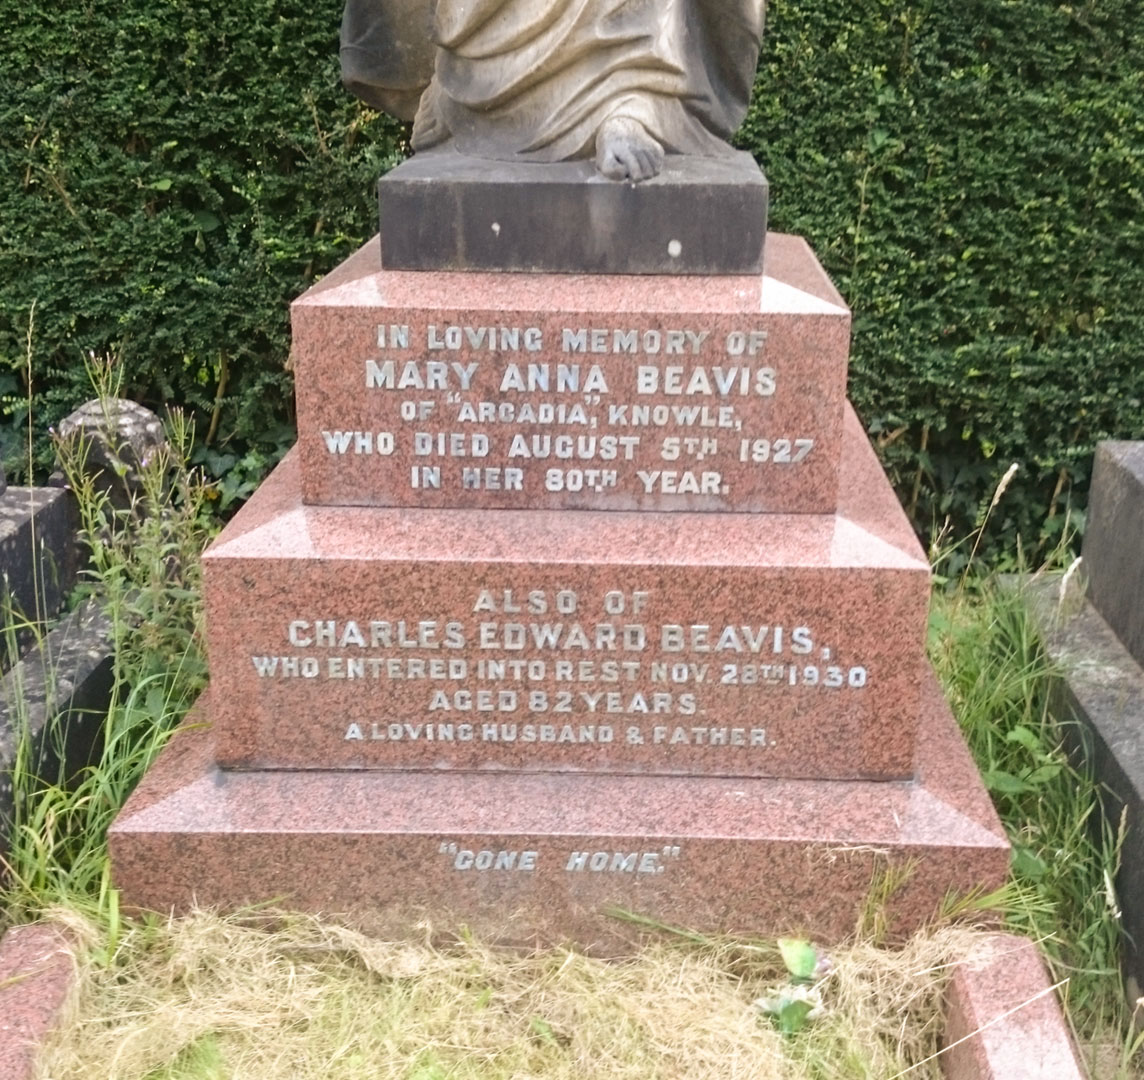 IN LOVING MEMORY OF
MARY ANNA BEAVIS
OF "ARCADIA", KNOWLE,
WHO DIED AUGUST 5TH 1927
IN HER 80TH YEAR.
ALSO OF
CHARLES EDWARD BEAVIS,
WHO ENTERED INTO REST NOV. 28TH 1930
AGED 82 YEARS.
A LOVING HUSBAND & FATHER.
"GONE HOME."